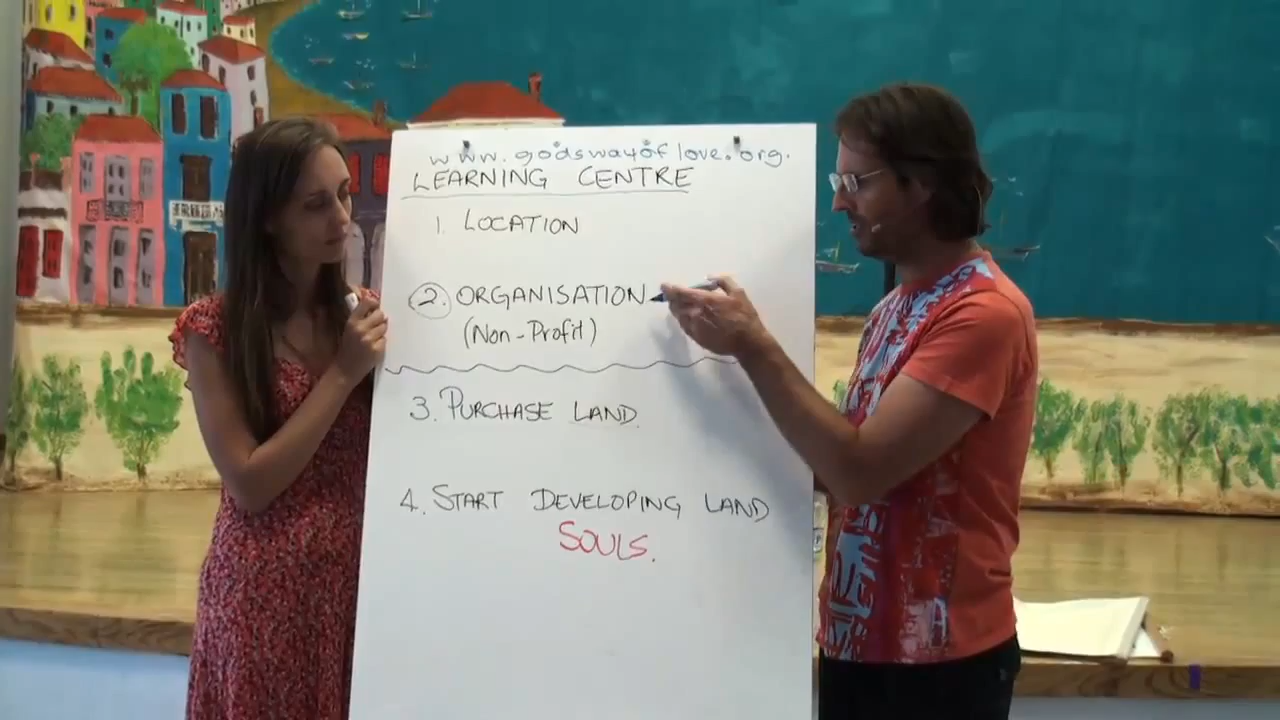 www.godswayoflove.org.
LEARNING CENTRE
1. LOCATION
2. ORGANISATION
(Non-Profit)
3. PURCHASE LAND.
4. START DEVELOPING LAND
SOULS.